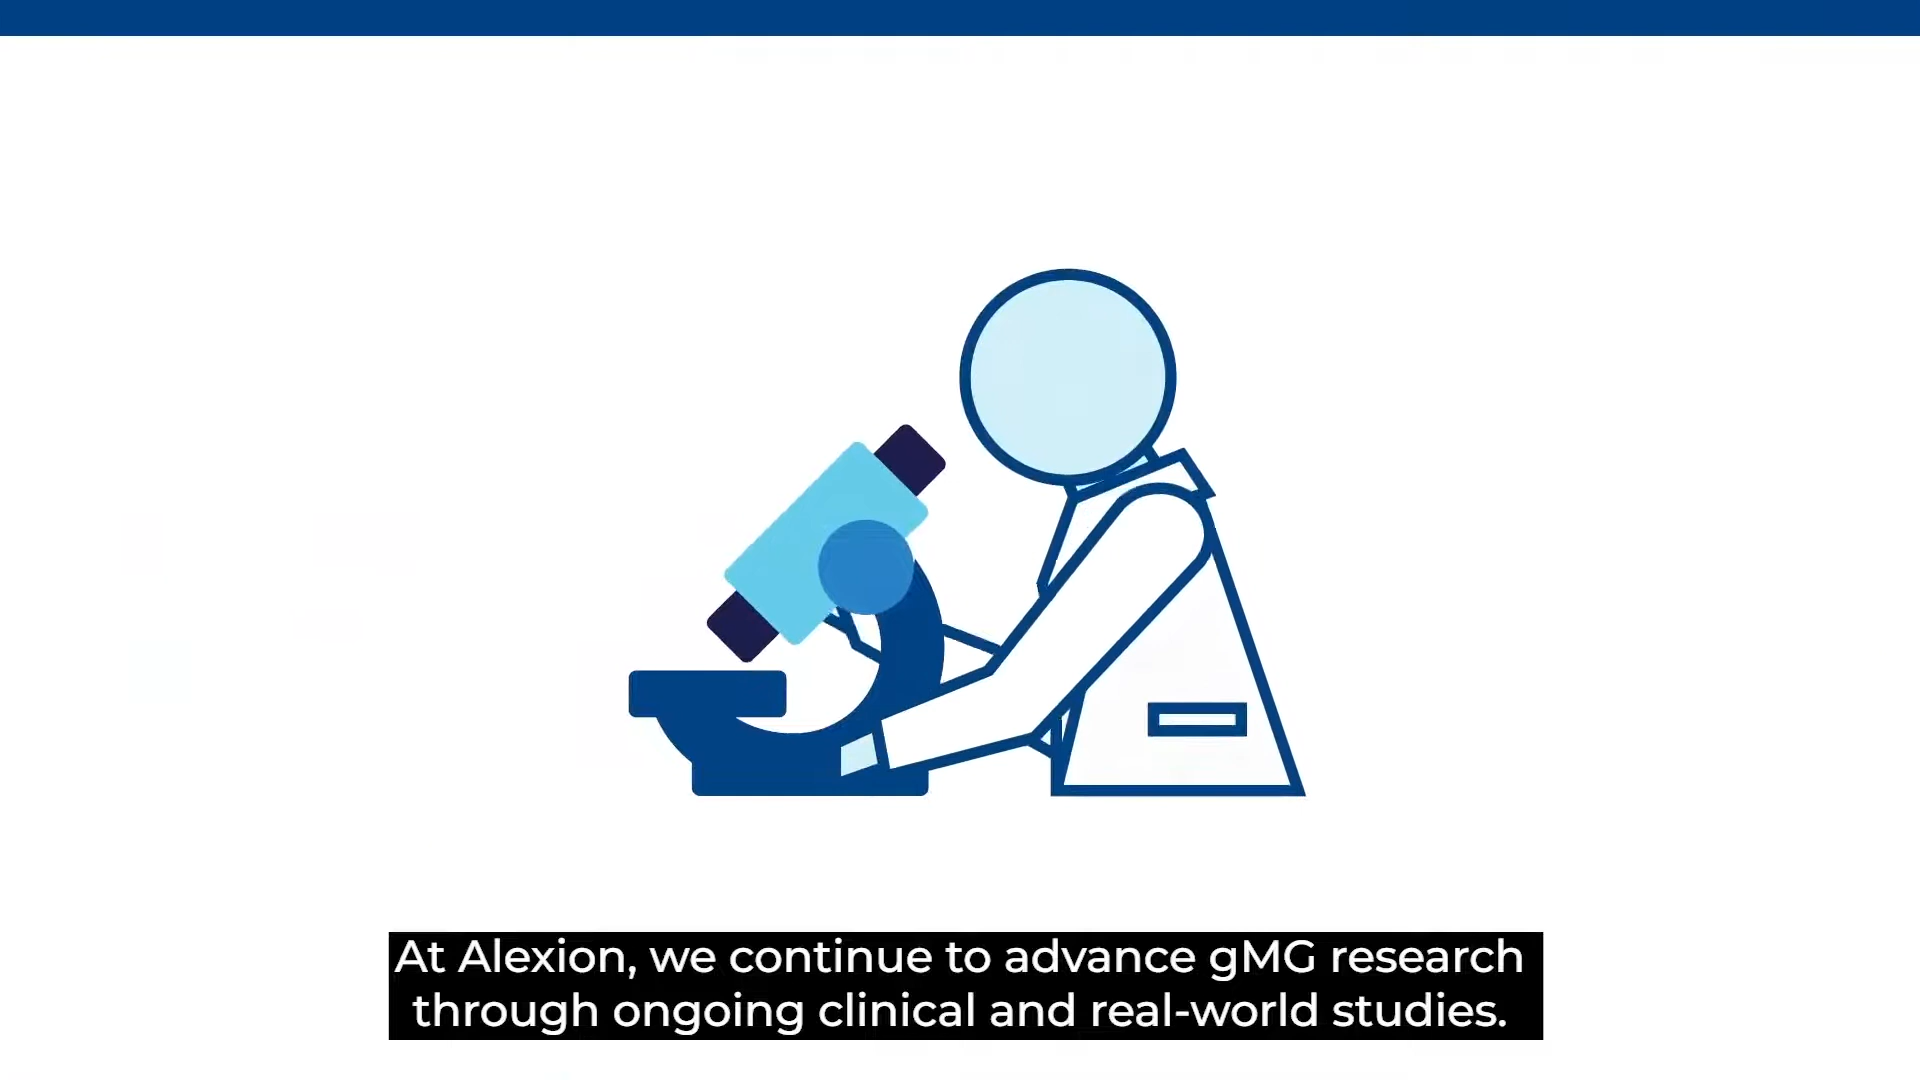 At Alexion, we continue to advance gMG research
through ongoing clinical and real-world studies.